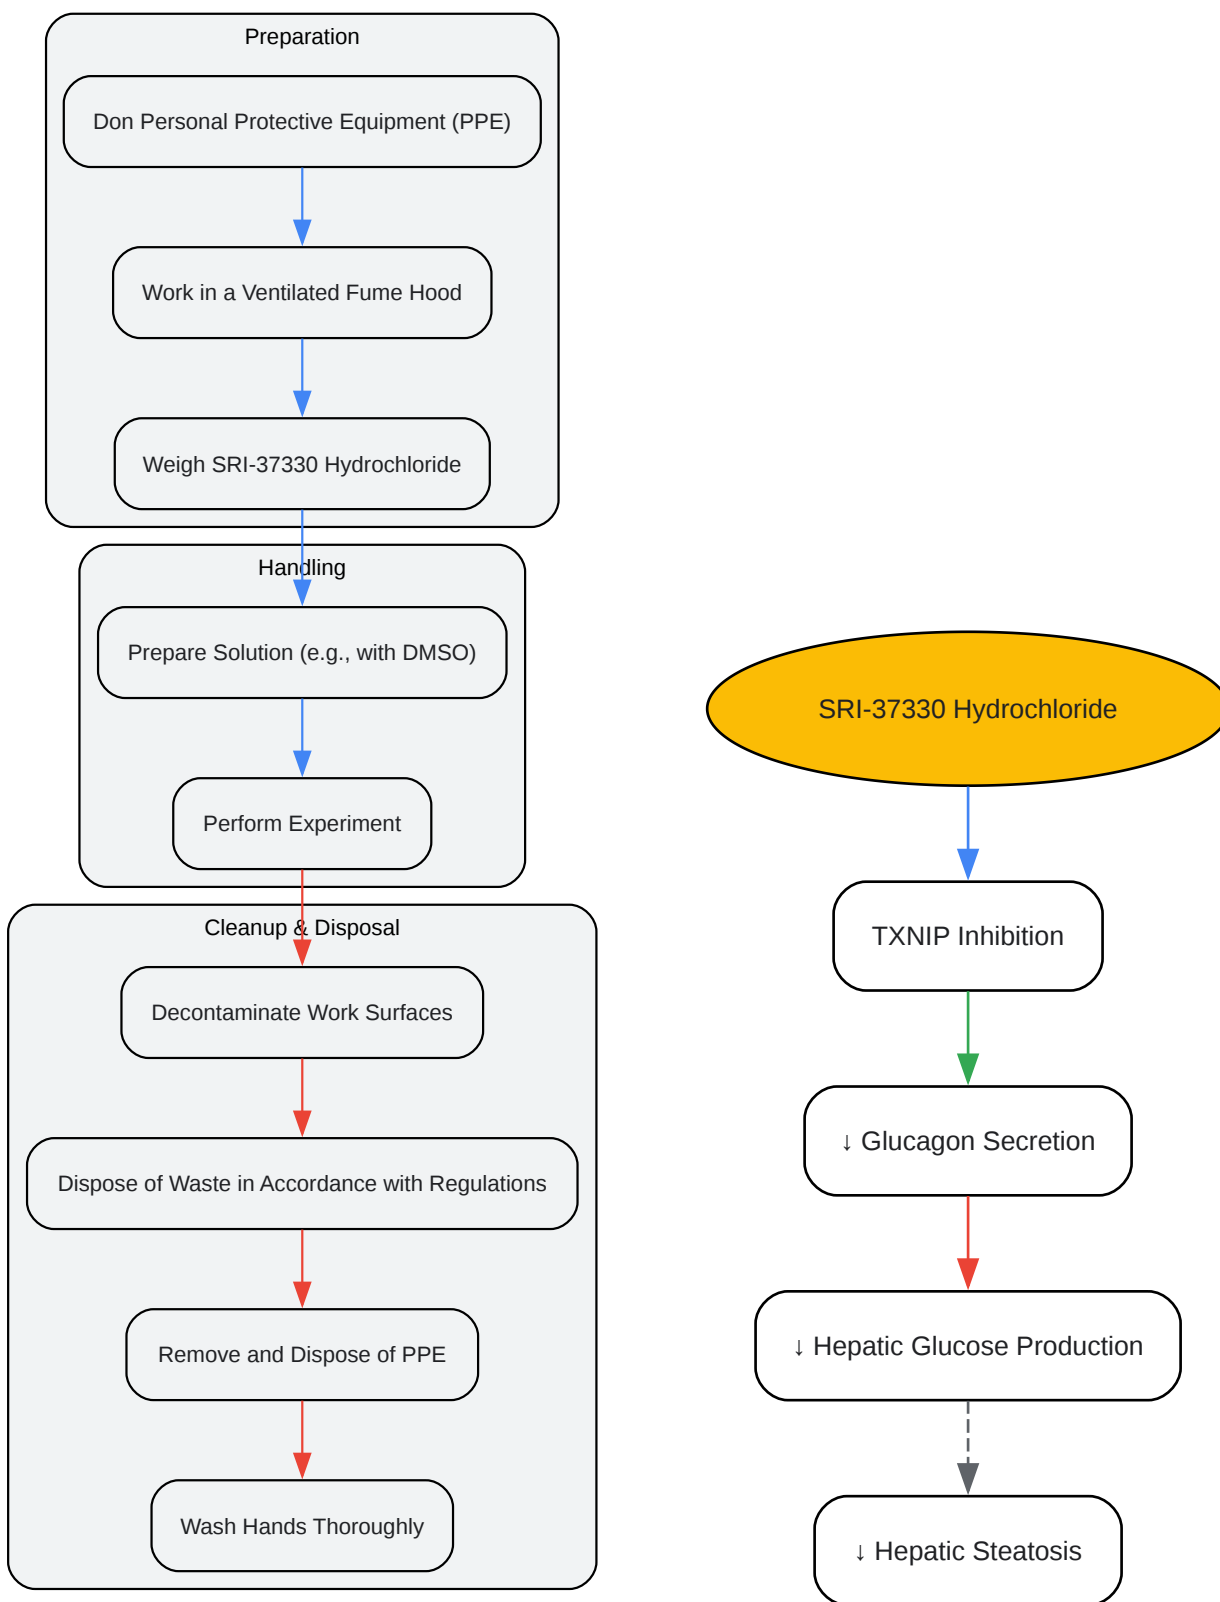 Preparation
Don Personal Protective Equipment (PPE)
Work in a Ventilated Fume Hood
Weigh SRI-37330 Hydrochloride
Handling
Prepare Solution (e.g., with DMSO)
Perform Experiment
Cleanup & Disposal
Decontaminate Work Surfaces
Dispose of Waste in Accordance with Regulations
Remove and Dispose of PPE
Wash Hands Thoroughly
SRI-37330 Hydrochloride
TXNIP Inhibition
↓ Glucagon Secretion
↓ Hepatic Glucose Production
↓ Hepatic Steatosis